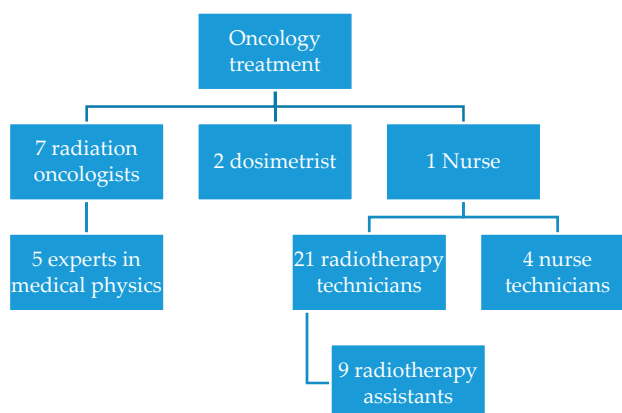 Oncology
treatment
7 radiation
oncologists
2 dosimetrist
1 Nurse
5 experts in
medical physics
21 radiotherapy
technicians
4 nurse
technicians
9 radiotherapy
assistants